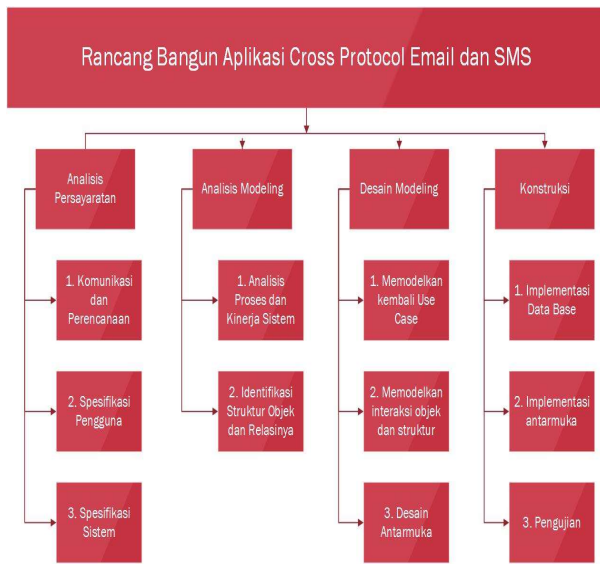 Rancang Bangun Aplikasi Cross Protocol Email dan SMS
Analisis
Persayaratan
Analisis Modeling
Desain Modeling
Konstruksi
1. Komunikasi
dan
Perencanaan
1. Analisis
Proses dan
Kinerja Sistem
1. Memodelkan
kembali Use
Case
1. Implementasi
Data Base
2. Spesifikasi
Pengguna
2. Identifikasi
Struktur Objek
dan Relasinya
2. Memodelkan
interaksi objek
dan struktur
2. Implementasi
antarmuka
3. Spesifikasi
Sistem
3. Desain
Antarmuka
3. Pengujian